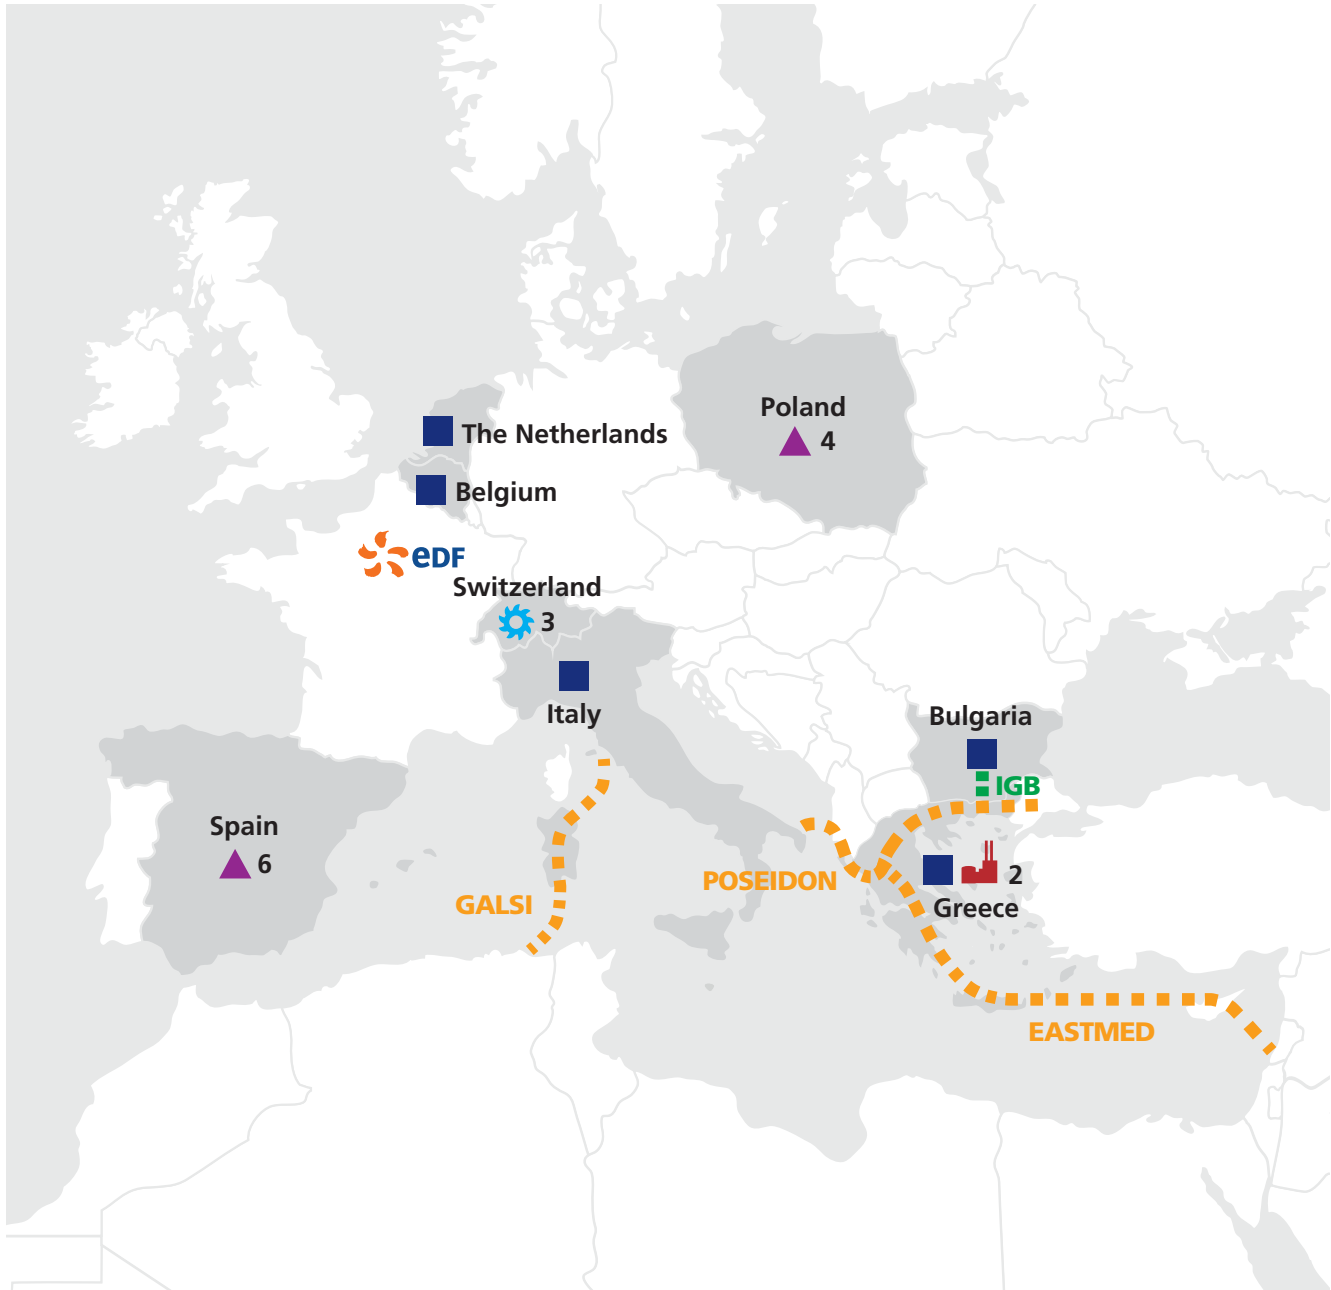 Poland
4
The Netherlands
Belgium
eDF
Switzerland
3
Italy
Bulgaria
IGB
Spain
6
GALSI
POSEIDON
2
Greece
EASTMED